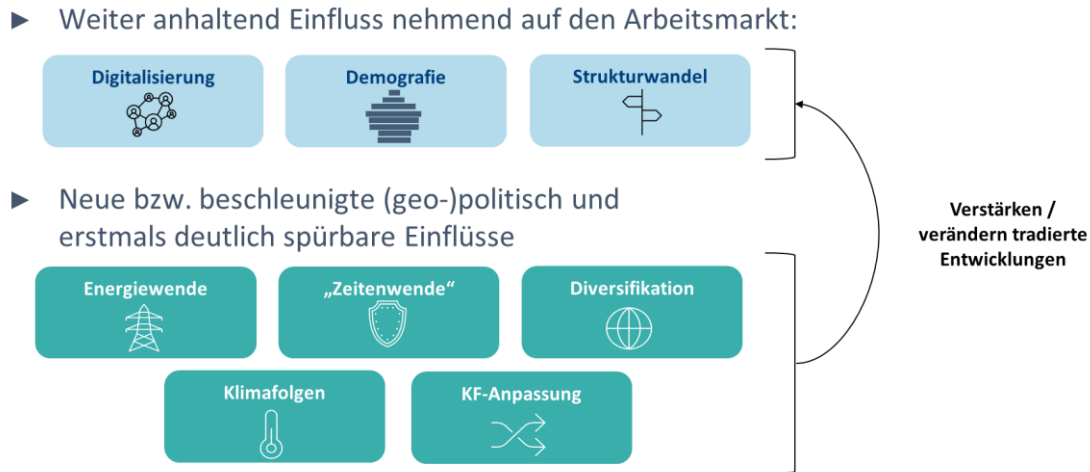 ► Weiter anhaltend Einfluss nehmend auf den Arbeitsmarkt:
Digitalisierung
Demografie
Strukturwandel
► Neue bzw. beschleunigte (geo-)politisch und
erstmals deutlich spürbare Einflüsse
Energiewende
„Zeitenwende“
Diversifikation
Klimafolgen
KF-Anpassung
Verstärken /
verändern tradierte
Entwicklungen